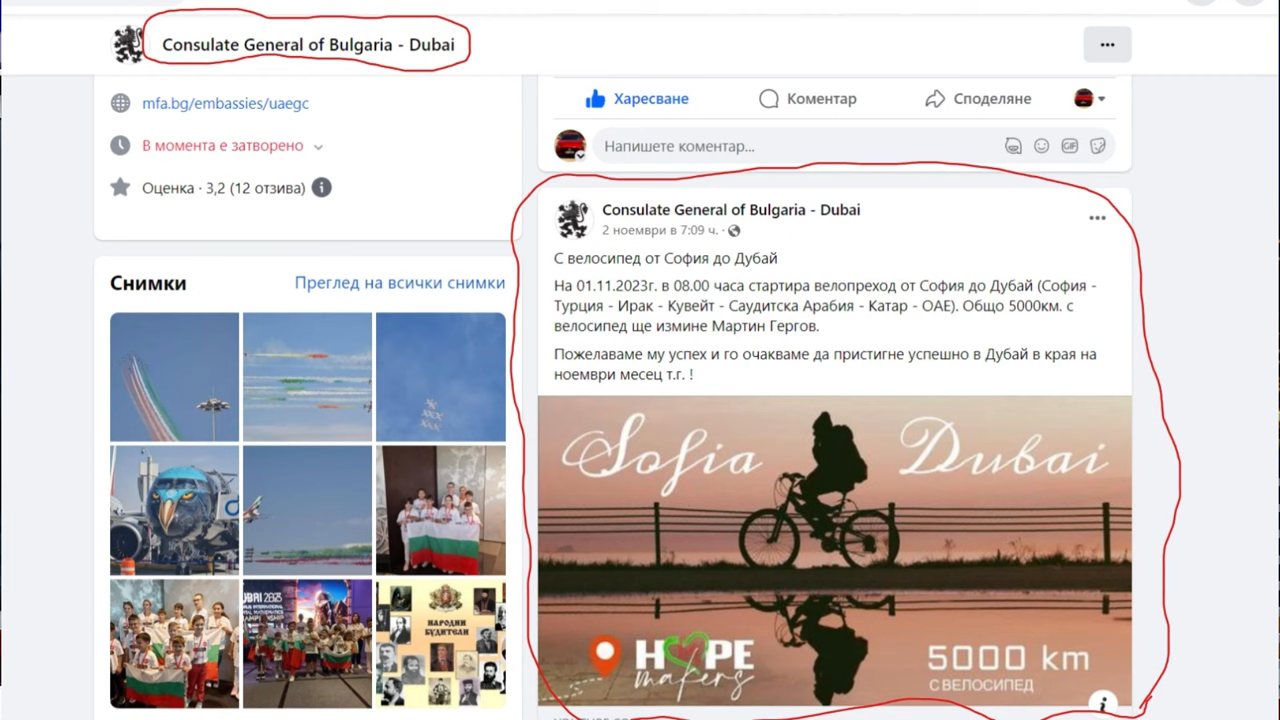 Consulate General of Bulgaria - Dubai
mfa.bg/embassies/uaegc
В момента е затворено
Оценка · 3,2 (12 отзива)
Снимки
Преглед на всички снимки
DUBAI 2023
НАРОДНИ
БУДИТЕЛИ
Харесване
Коментар
Споделяне
Напишете коментар...
GIF
Consulate General of Bulgaria - Dubai
2 ноември в 7:09 ч. ·
С велосипед от София до Дубай
На 01.11.2023г. в 08.00 часа стартира велопреход от София до Дубай (София -
Турция - Ирак - Кувейт - Саудитска Арабия - Катар - ОАЕ). Общо 5000км. с
велосипед ще измине Мартин Гергов.
Пожелаваме му успех и го очакваме да пристигне успешно в Дубай в края на
ноември месец т.г. !
Sofia Dubai
HOPE
makers
5000 km
С ВЕЛОСИПЕД